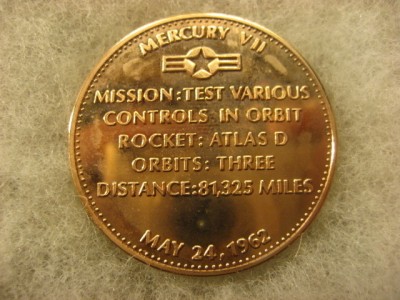 MERCURY VII
MISSION: TEST VARIOUS
CONTROLS IN ORBIT
ROCKET: ATLAS D
ORBITS: THREE
DISTANCE: 81,325 MILES
MAY 24, 1962